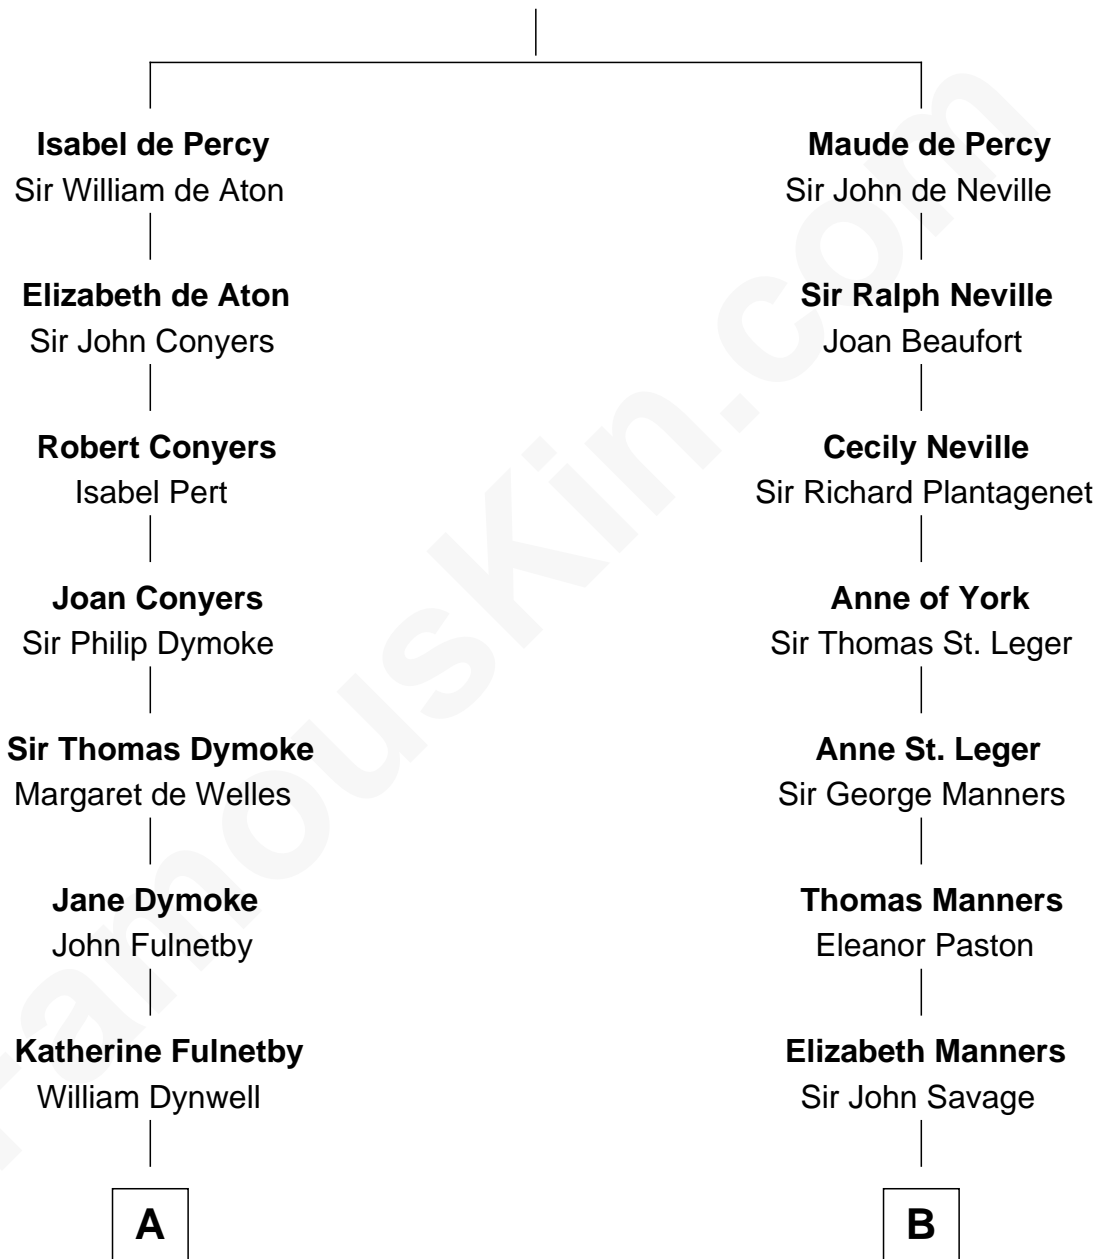 Isabel de Percy
Sir William de Aton
Elizabeth de Aton
Sir John Conyers
Robert Conyers
Isabel Pert
Joan Conyers
Sir Philip Dymoke
Sir Thomas Dymoke
Margaret de Welles
Jane Dymoke
John Fulnetby
Katherine Fulnetby
William Dynwell
A
Maude de Percy
Sir John de Neville
Sir Ralph Neville
Joan Beaufort
Cecily Neville
Sir Richard Plantagenet
Anne of York
Sir Thomas St. Leger
Anne St. Leger
Sir George Manners
Thomas Manners
Eleanor Paston
Elizabeth Manners
Sir John Savage
B
FamousKin.com